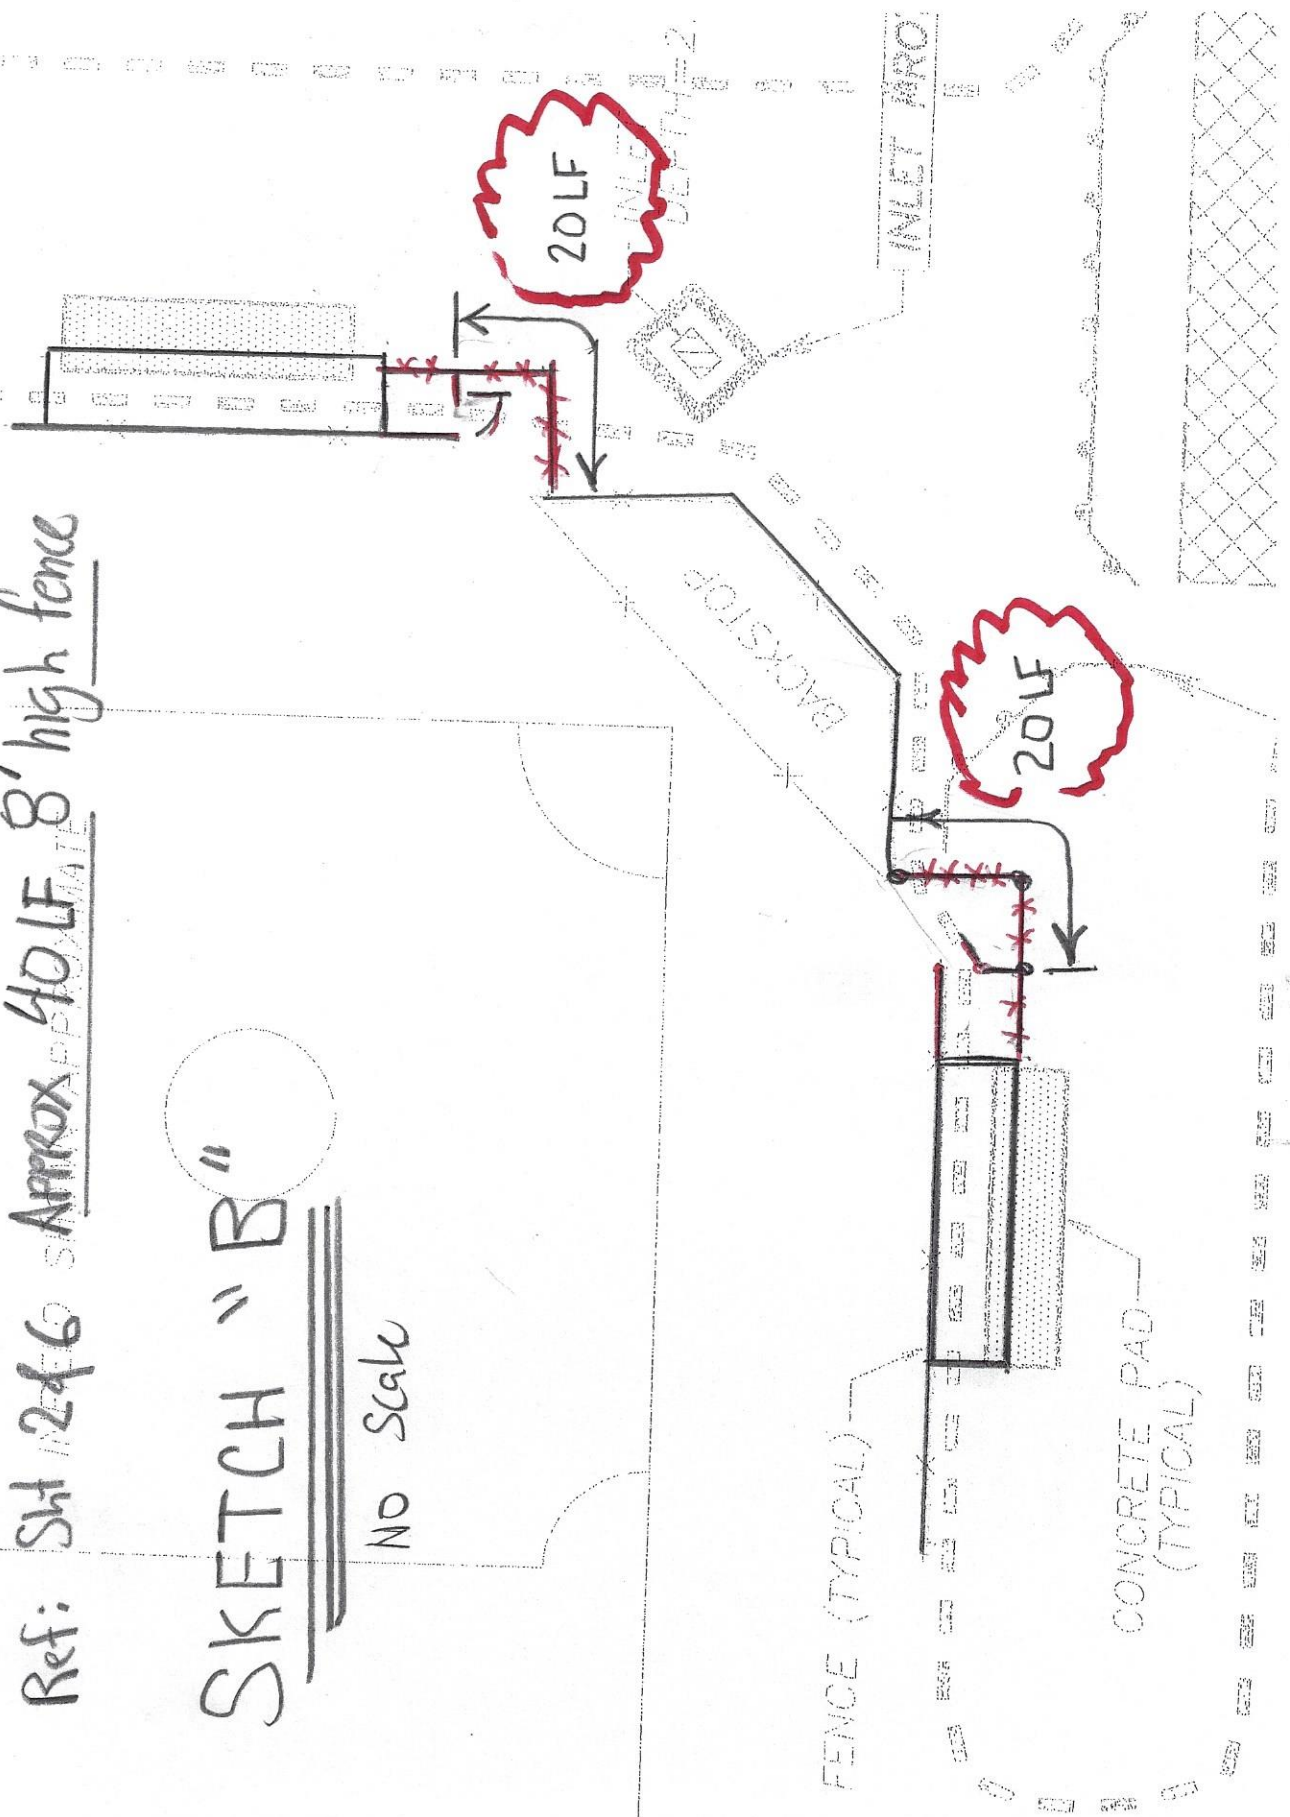 Ref: Sht 2 of 6 APPROX 40 LF 8' high fence
SKETCH "B"
NO Scale
20 LF
20 LF
BACKSTOP
INLET
INLET PRO
FENCE (TYPICAL)
CONCRETE PAD
(TYPICAL)